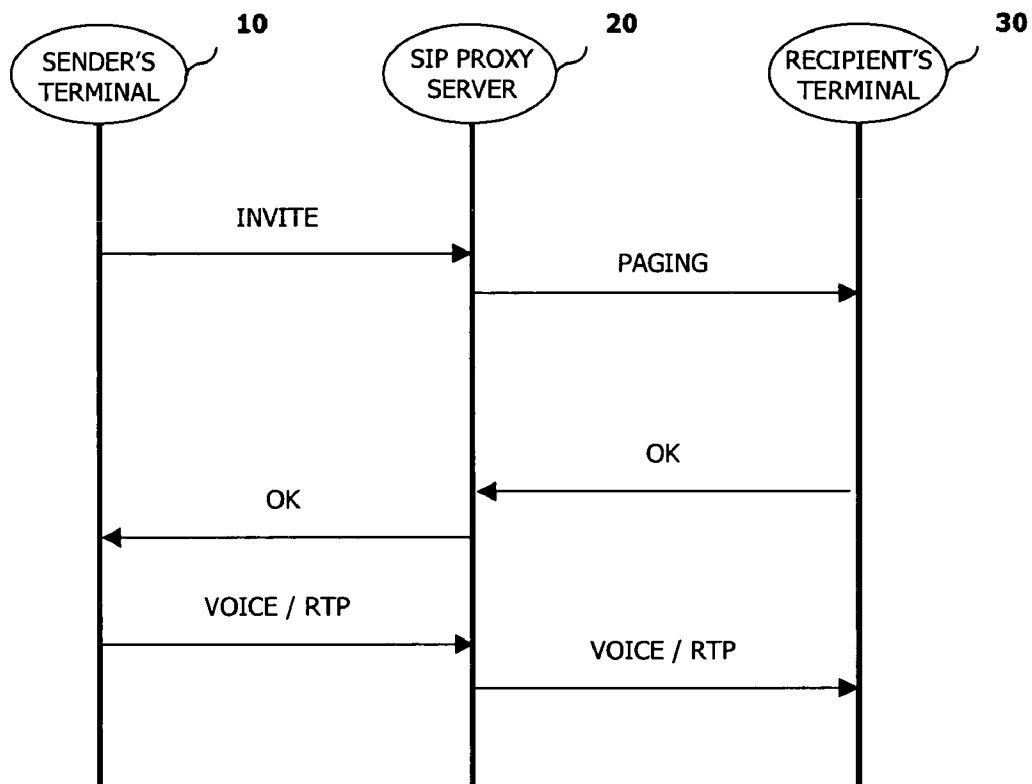 10
20
30
SENDER'S
TERMINAL
SIP PROXY
SERVER
RECIPIENT'S
TERMINAL
INVITE
PAGING
OK
OK
VOICE / RTP
VOICE / RTP